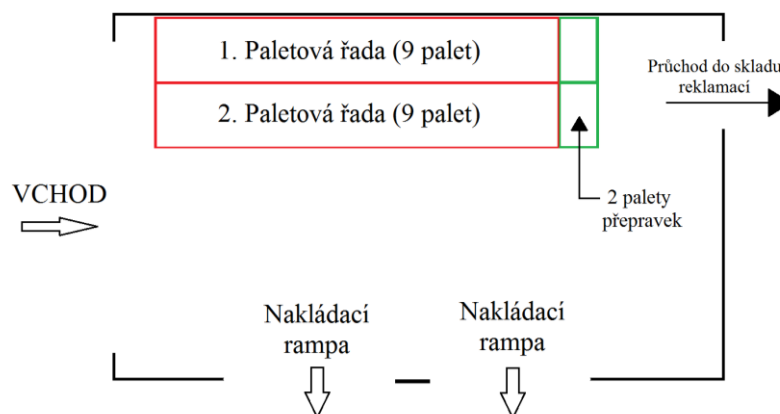 1. Paletová řada (9 palet)
2. Paletová řada (9 palet)
Průchod do skladu
reklamací
VCHOD
2 palety
přepravek
Nakládací
rampa
Nakládací
rampa